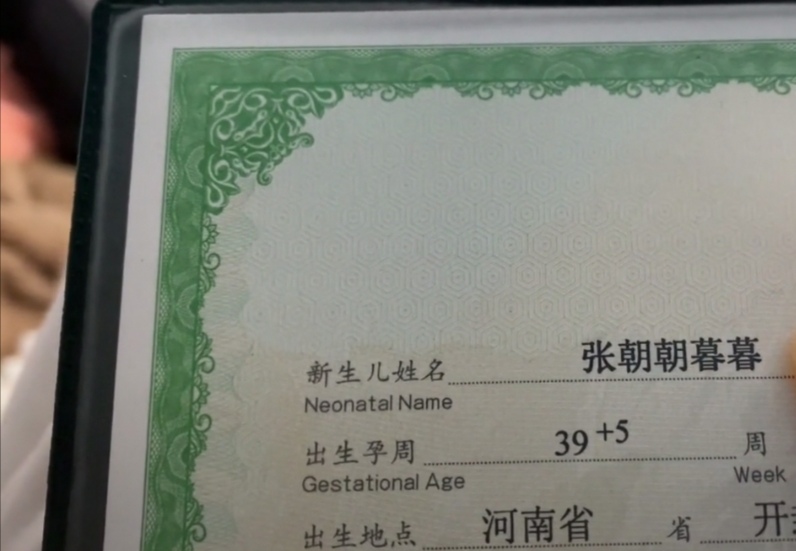 新生儿姓名 张朝朝暮暮
Neonatal Name
出生孕周 39 +5 周
Gestational Age Week
出生地点 河南省 省 开